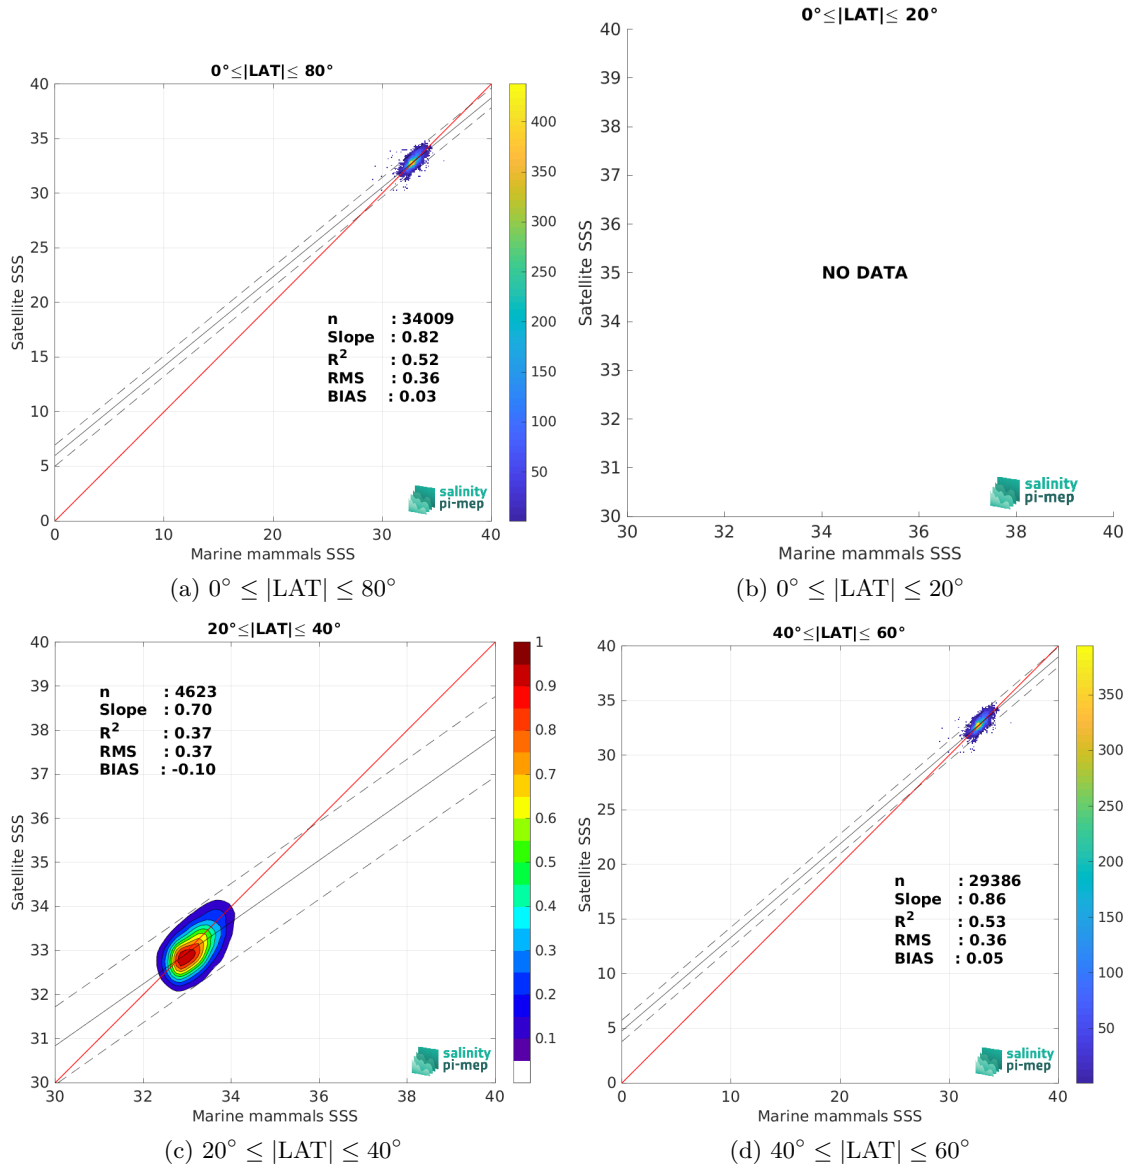 0°≤|LAT|≤ 80°
40
35
30
25
20
15
10
5
0
Satellite SSS
n : 34009
Slope : 0.82
R² : 0.52
RMS : 0.36
BIAS : 0.03
salinity
pi-mep
0 10 20 30 40
Marine mammals SSS
400
350
300
250
200
150
100
50
(a) 0° ≤ |LAT| ≤ 80°
0°≤|LAT|≤ 20°
40
39
38
37
36
35
34
33
32
31
30
Satellite SSS
NO DATA
salinity
pi-mep
30 32 34 36 38 40
Marine mammals SSS
(b) 0° ≤ |LAT| ≤ 20°
20°≤|LAT|≤ 40°
40
39
38
37
36
35
34
33
32
31
30
Satellite SSS
n : 4623
Slope : 0.70
R² : 0.37
RMS : 0.37
BIAS : -0.10
salinity
pi-mep
30 32 34 36 38 40
Marine mammals SSS
1
0.9
0.8
0.7
0.6
0.5
0.4
0.3
0.2
0.1
(c) 20° ≤ |LAT| ≤ 40°
40°≤|LAT|≤ 60°
40
35
30
25
20
15
10
5
0
Satellite SSS
n : 29386
Slope : 0.86
R² : 0.53
RMS : 0.36
BIAS : 0.05
salinity
pi-mep
0 10 20 30 40
Marine mammals SSS
350
300
250
200
150
100
50
(d) 40° ≤ |LAT| ≤ 60°